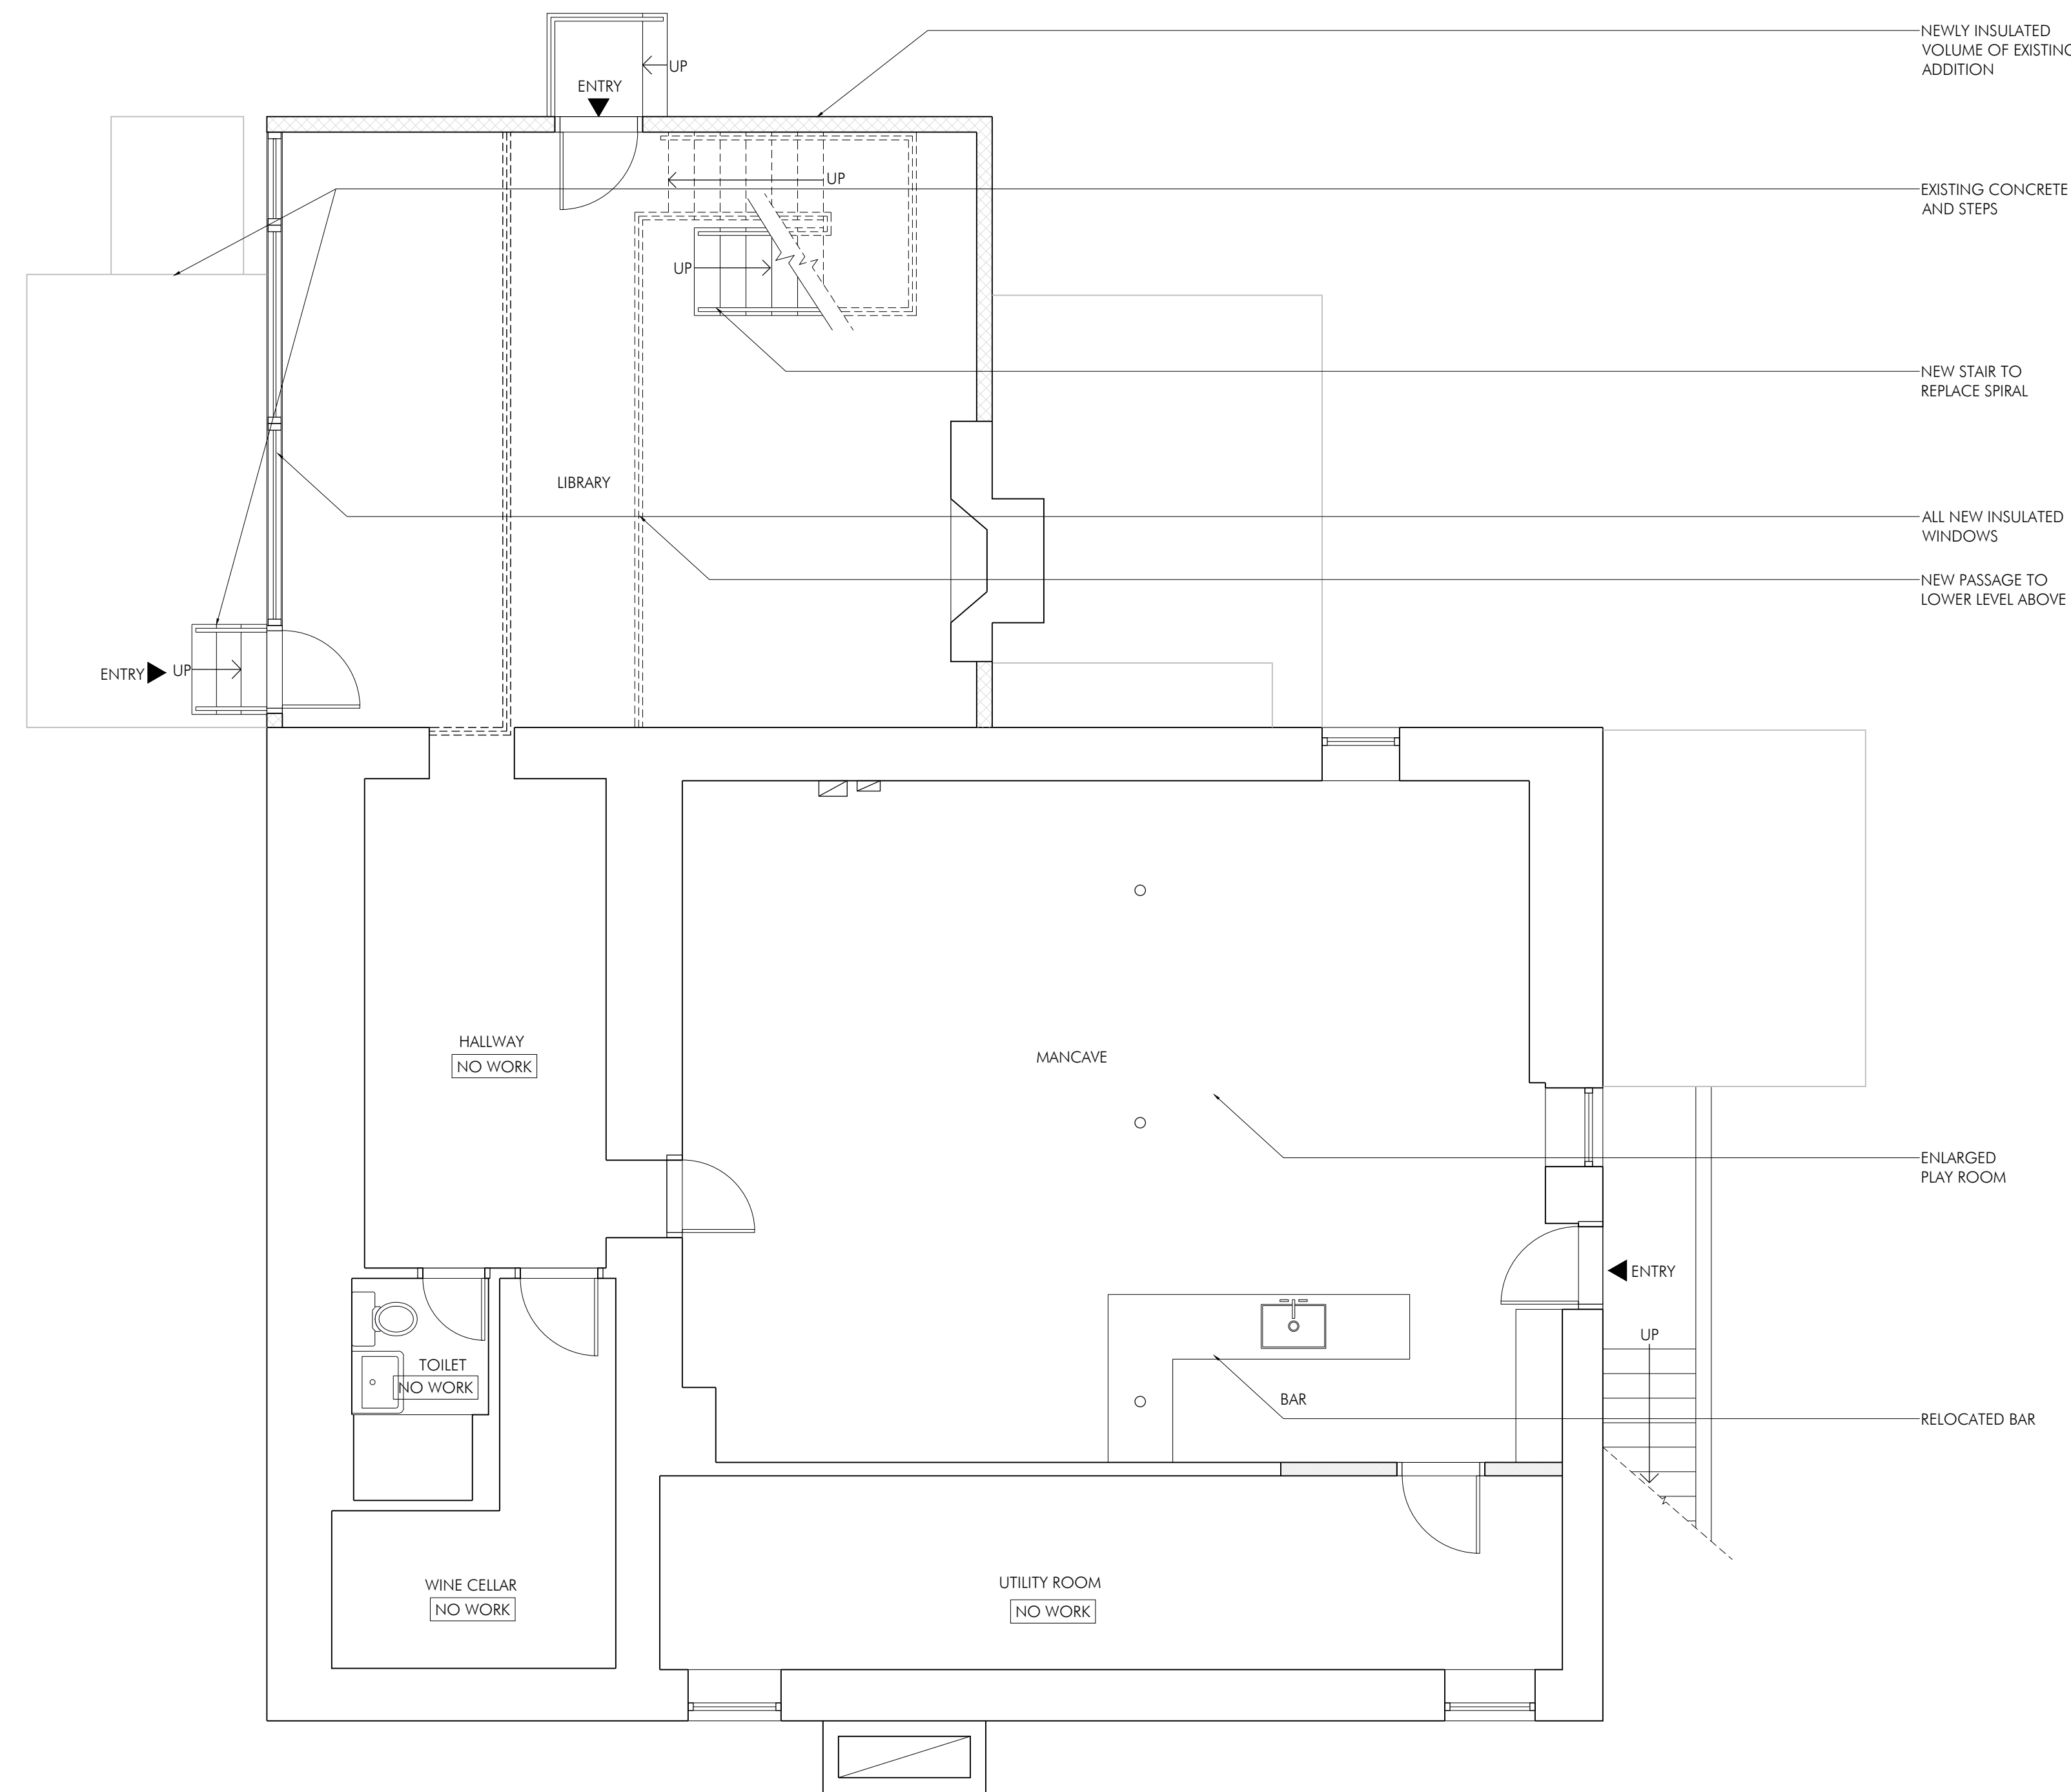 NEWLY INSULATED
VOLUME OF EXISTING
ADDITION
UP
ENTRY
UP
EXISTING CONCRETE
AND STEPS
UP
NEW STAIR TO
REPLACE SPIRAL
LIBRARY
ALL NEW INSULATED
WINDOWS
NEW PASSAGE TO
LOWER LEVEL ABOVE
ENTRY
UP
HALLWAY
NO WORK
MANCAVE
ENLARGED
PLAY ROOM
ENTRY
UP
TOILET
NO WORK
BAR
RELOCATED BAR
WINE CELLAR
NO WORK
UTILITY ROOM
NO WORK